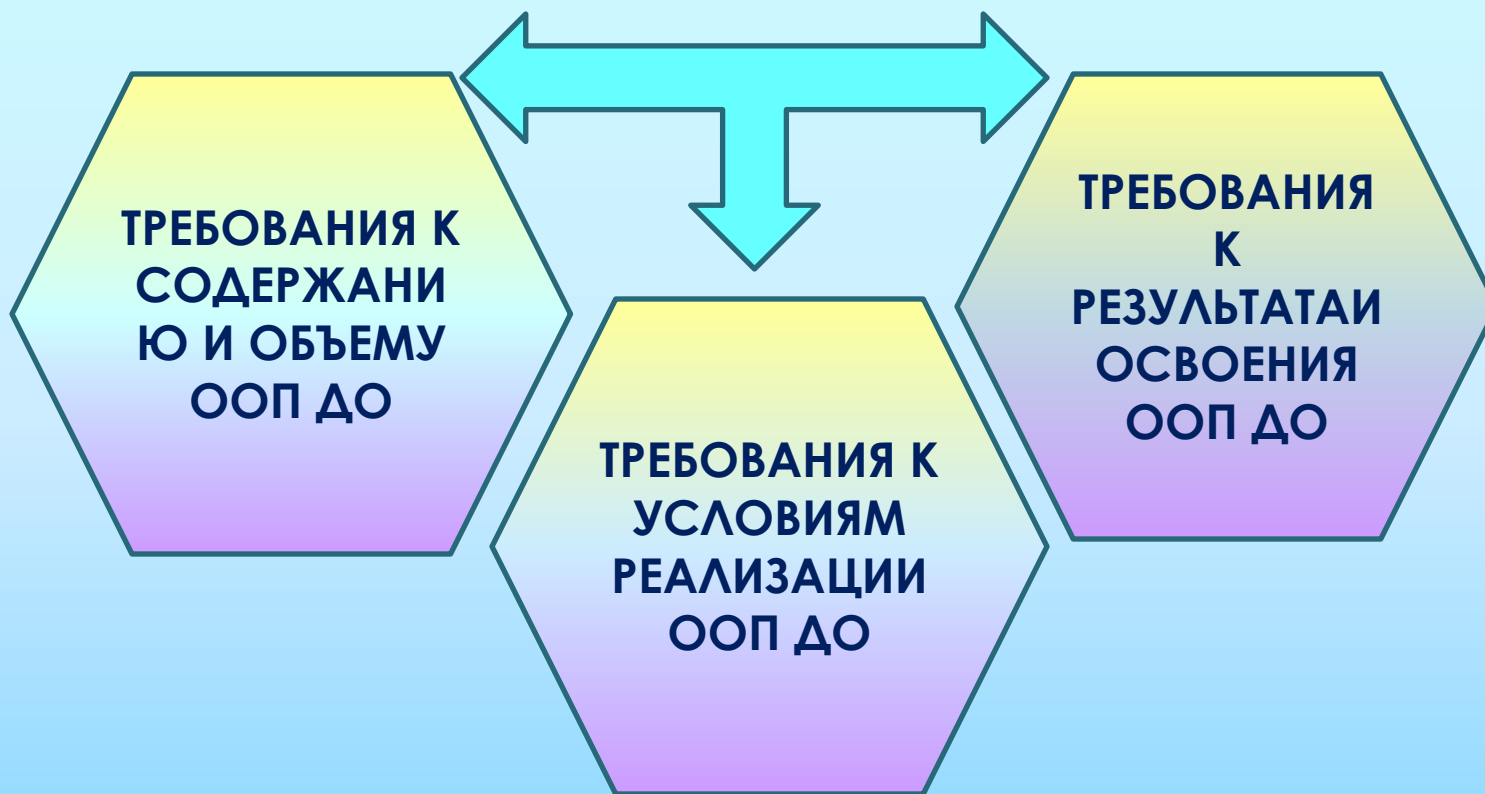 ТРЕБОВАНИЯ К
СОДЕРЖАНИ
Ю И ОБЪЕМУ
ООП ДО
ТРЕБОВАНИЯ К
УСЛОВИЯМ
РЕАЛИЗАЦИИ
ООП ДО
ТРЕБОВАНИЯ
К
РЕЗУЛЬТАТАИ
ОСВОЕНИЯ
ООП ДО